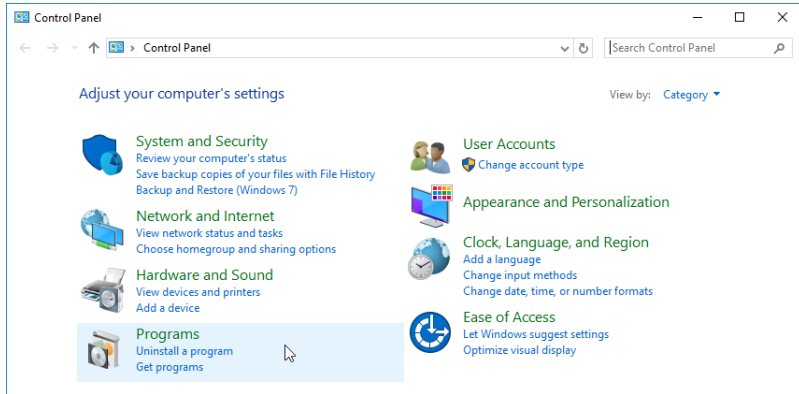 Control Panel
Control Panel
Search Control Panel
Adjust your computer's settings
View by: Category
System and Security
Review your computer's status
Save backup copies of your files with File History
Backup and Restore (Windows 7)
Network and Internet
View network status and tasks
Choose homegroup and sharing options
Hardware and Sound
View devices and printers
Add a device
Programs
Uninstall a program
Get programs
User Accounts
Change account type
Appearance and Personalization
Clock, Language, and Region
Add a language
Change input methods
Change date, time, or number formats
Ease of Access
Let Windows suggest settings
Optimize visual display